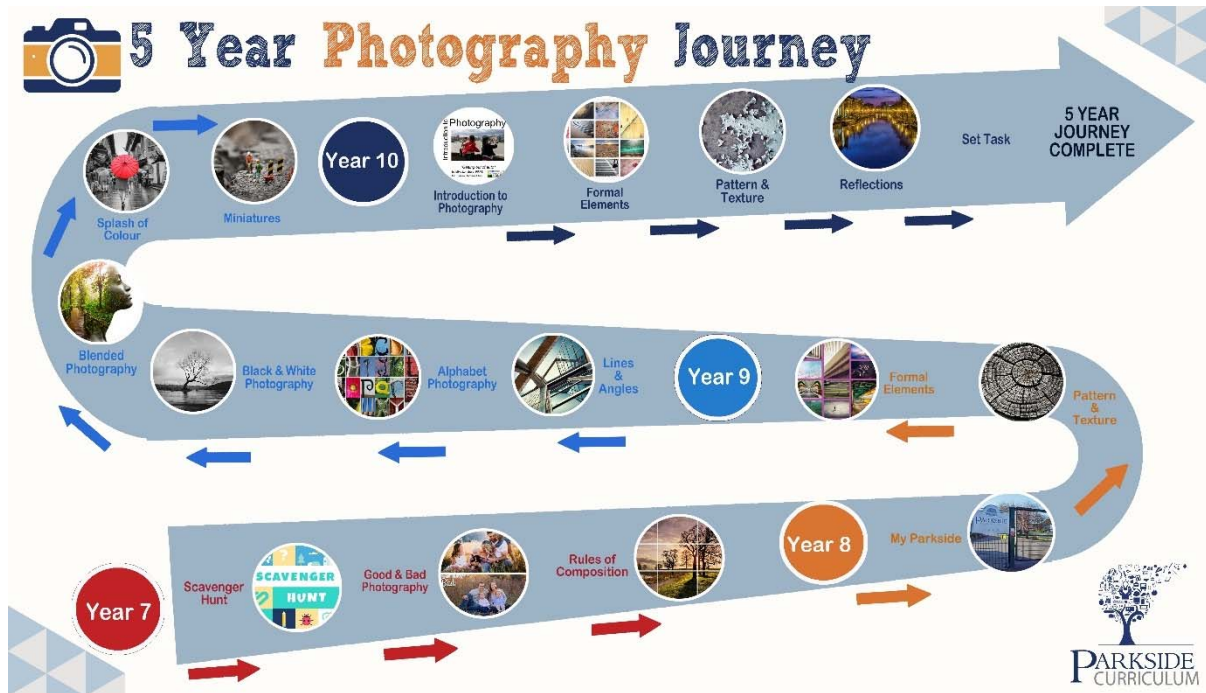 5 Year Photography Journey
Year 7
Scavenger
Hunt
SCAVENGER
HUNT
Good & Bad
Photography
Rules of
Composition
Year 8
My Parkside
Pattern
&
Texture
Formal
Elements
Year 9
Lines
&
Angles
Alphabet
Photography
Black & White
Photography
Blended
Photography
Splash of
Colour
Miniatures
Year 10
Introduction to
Photography
Introduction to
Photography
Formal
Elements
Pattern &
Texture
Reflections
Set Task
5 YEAR
JOURNEY
COMPLETE
PARKSIDE
CURRICULUM